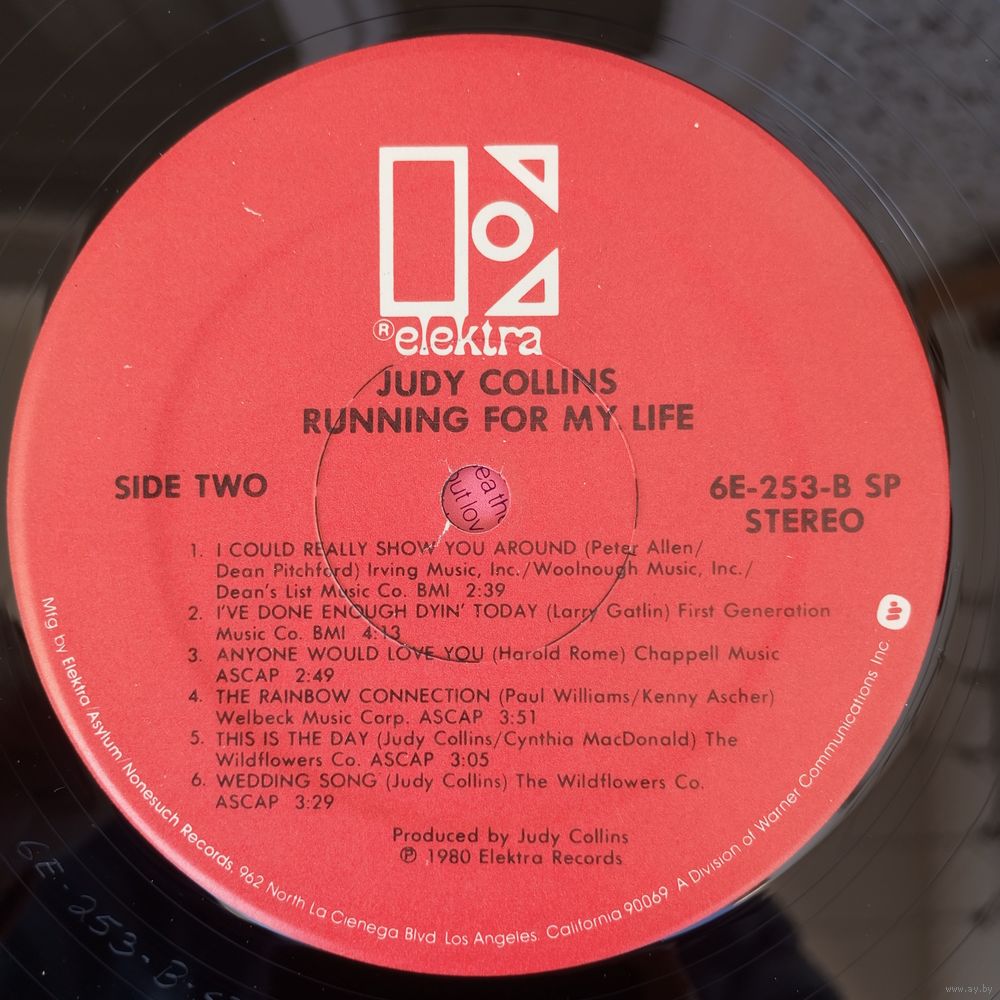 ® elektra
JUDY COLLINS
RUNNING FOR MY LIFE
SIDE TWO
6E-253-B SP
STEREO
1. I COULD REALLY SHOW YOU AROUND (Peter Allen/
Dean Pitchford) Irving Music, Inc./Woolnough Music, Inc./
Dean's List Music Co. BMI 2:39
2. I'VE DONE ENOUGH DYIN' TODAY (Larry Gatlin) First Generation
Music Co. BMI 4:13
3. ANYONE WOULD LOVE YOU (Harold Rome) Chappell Music
ASCAP 2:49
4. THE RAINBOW CONNECTION (Paul Williams/Kenny Ascher)
Welbeck Music Corp. ASCAP 3:51
5. THIS IS THE DAY (Judy Collins/Cynthia MacDonald) The
Wildflowers Co. ASCAP 3:05
6. WEDDING SONG (Judy Collins) The Wildflowers Co.
ASCAP 3:29
Produced by Judy Collins
℗ 1980 Elektra Records
Mfg by Elektra/Asylum/Nonesuch Records, 962 North La Cienega Blvd. Los Angeles, California 90069 A Division of Warner Communications Inc.
6E-253-B
www.ay.by